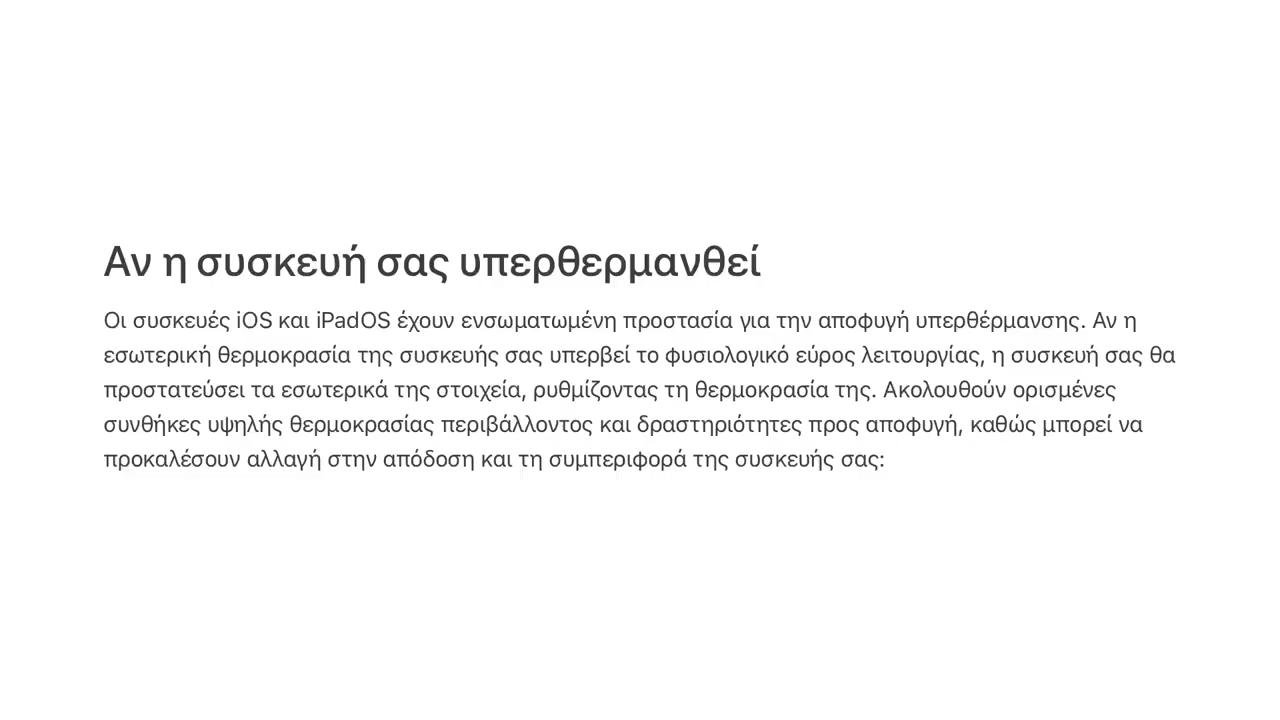 Αν η συσκευή σας υπερθερμανθεί
Οι συσκευές iOS και iPadOS έχουν ενσωματωμένη προστασία για την αποφυγή υπερθέρμανσης. Αν η
εσωτερική θερμοκρασία της συσκευής σας υπερβεί το φυσιολογικό εύρος λειτουργίας, η συσκευή σας θα
προστατεύσει τα εσωτερικά της στοιχεία, ρυθμίζοντας τη θερμοκρασία της. Ακολουθούν ορισμένες
συνθήκες υψηλής θερμοκρασίας περιβάλλοντος και δραστηριότητες προς αποφυγή, καθώς μπορεί να
προκαλέσουν αλλαγή στην απόδοση και τη συμπεριφορά της συσκευής σας: